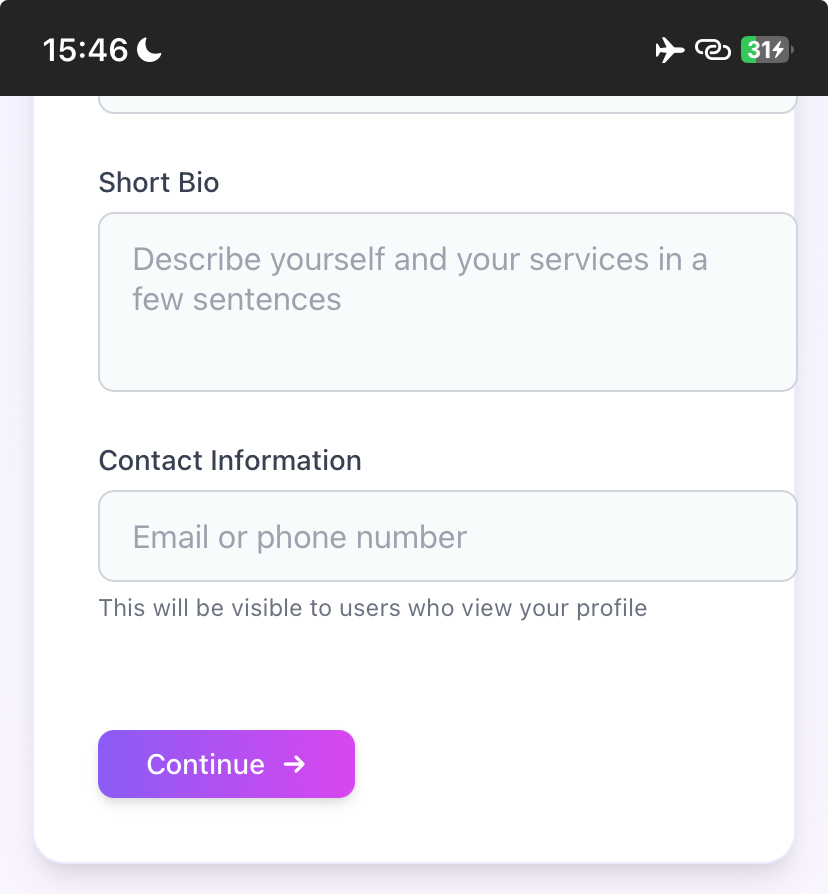 15:46
31
Short Bio
Describe yourself and your services in a
few sentences
Contact Information
Email or phone number
This will be visible to users who view your profile
Continue →